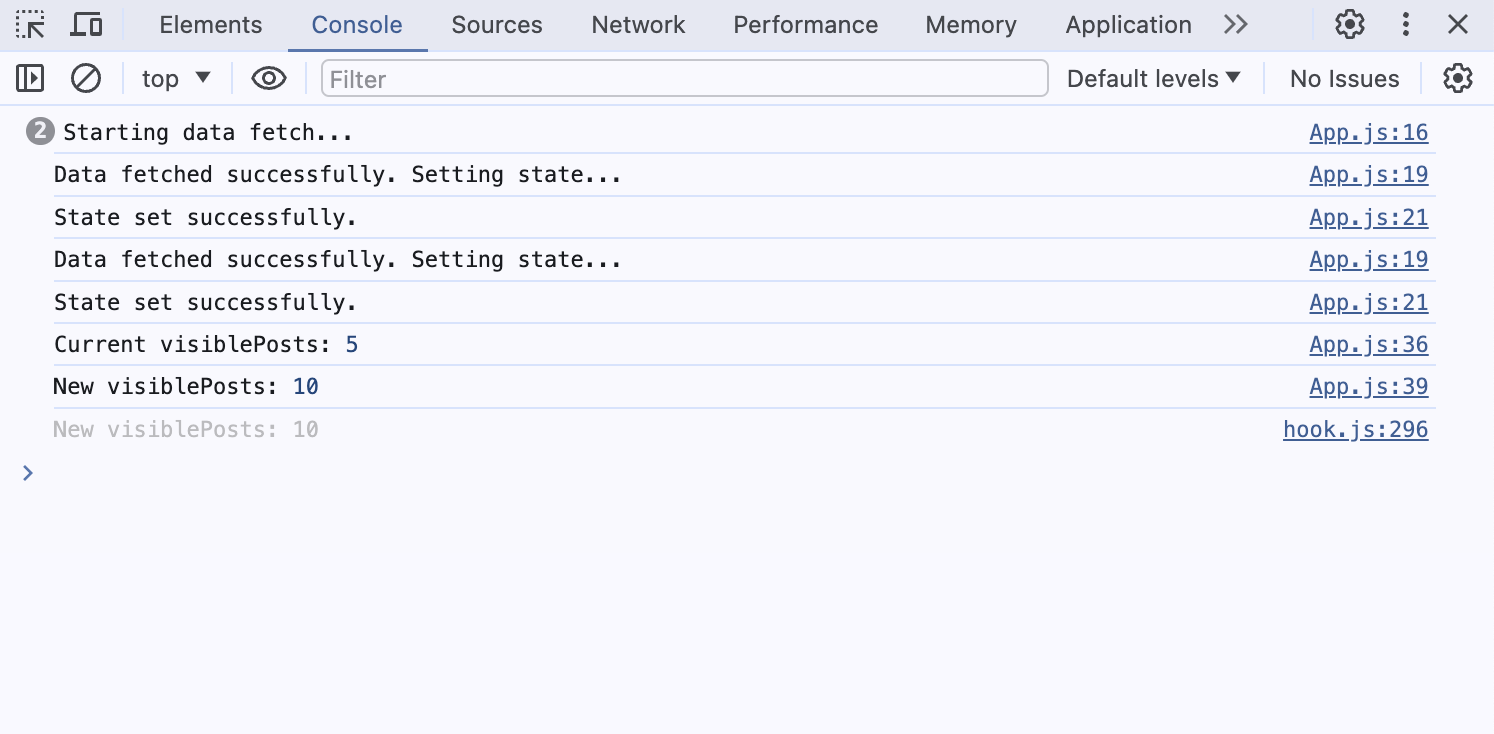 Elements Console Sources Network Performance Memory Application
top Filter Default levels No Issues
2 Starting data fetch... App.js:16
Data fetched successfully. Setting state... App.js:19
State set successfully. App.js:21
Data fetched successfully. Setting state... App.js:19
State set successfully. App.js:21
Current visiblePosts: 5 App.js:36
New visiblePosts: 10 App.js:39
New visiblePosts: 10 hook.js:296